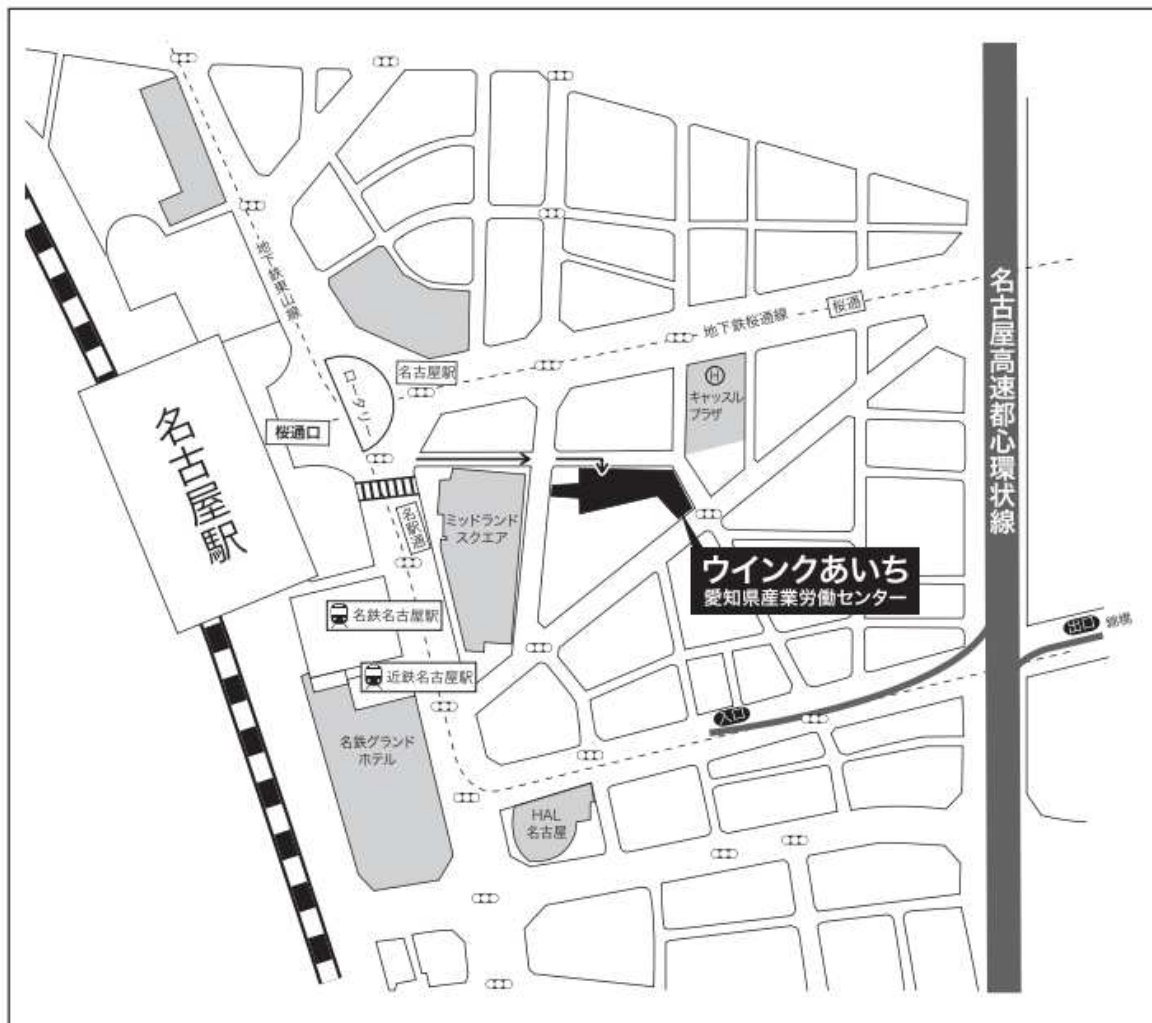 地下鉄東山線
名古屋高速都心環状線
桜通
地下鉄桜通線
名古屋駅
ロータリー
桜通口
H
キャッスル
プラザ
名古屋駅
名駅通
ミッドランド
スクエア
ウインクあいち
愛知県産業労働センター
名鉄名古屋駅
近鉄名古屋駅
出口
錦橋
入口
名鉄グランド
ホテル
HAL
名古屋